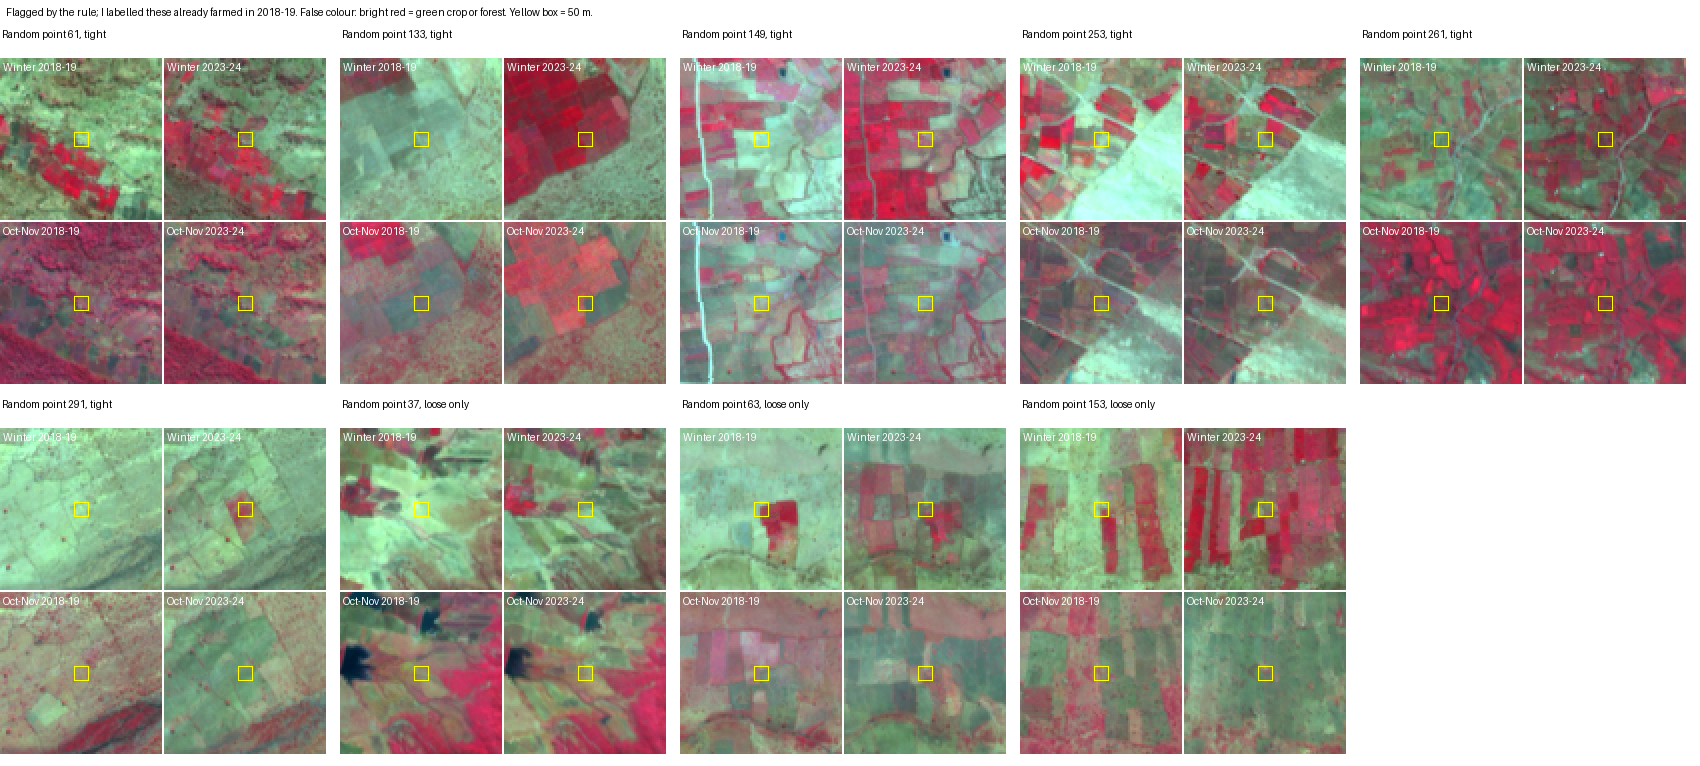 Flagged by the rule; I labelled these already farmed in 2018-19. False colour: bright red = green crop or forest. Yellow box = 50 m.
Random point 61, tight
Random point 133, tight
Random point 149, tight
Random point 253, tight
Random point 261, tight
Winter 2018-19
Winter 2023-24
Winter 2018-19
Winter 2023-24
Winter 2018-19
Winter 2023-24
Winter 2018-19
Winter 2023-24
Winter 2018-19
Winter 2023-24
Oct-Nov 2018-19
Oct-Nov 2023-24
Oct-Nov 2018-19
Oct-Nov 2023-24
Oct-Nov 2018-19
Oct-Nov 2023-24
Oct-Nov 2018-19
Oct-Nov 2023-24
Oct-Nov 2018-19
Oct-Nov 2023-24
Random point 291, tight
Random point 37, loose only
Random point 63, loose only
Random point 153, loose only
Winter 2018-19
Winter 2023-24
Winter 2018-19
Winter 2023-24
Winter 2018-19
Winter 2023-24
Winter 2018-19
Winter 2023-24
Oct-Nov 2018-19
Oct-Nov 2023-24
Oct-Nov 2018-19
Oct-Nov 2023-24
Oct-Nov 2018-19
Oct-Nov 2023-24
Oct-Nov 2018-19
Oct-Nov 2023-24